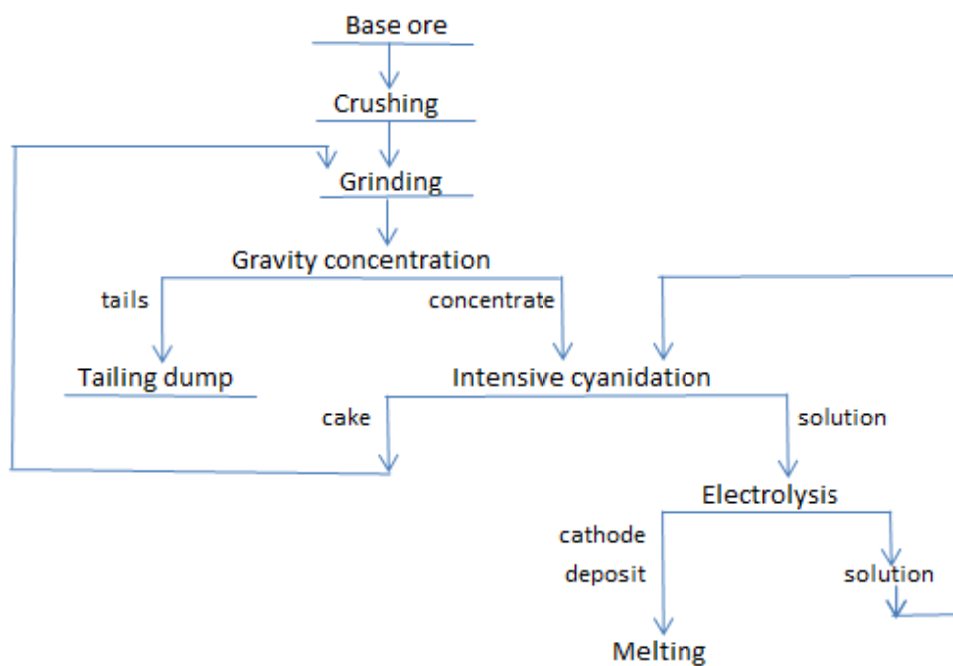 Base ore
Crushing
Grinding
Gravity concentration
tails
concentrate
Tailing dump
Intensive cyanidation
cake
solution
Electrolysis
cathode
deposit
solution
Melting